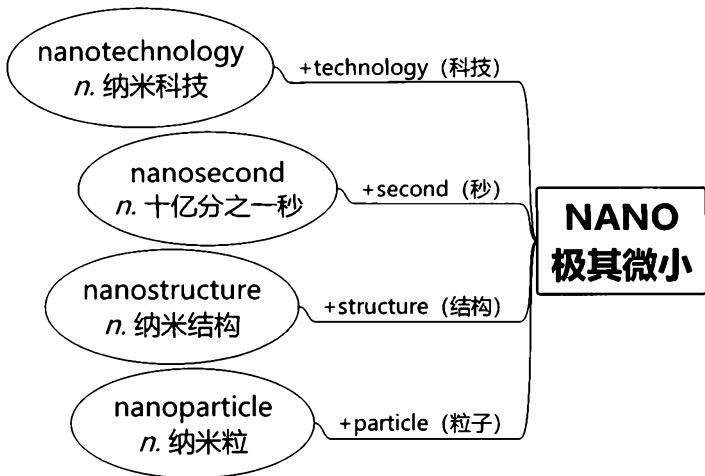 nanotechnology
n. 纳米科技
+technology（科技）
nanosecond
n. 十亿分之一秒
+second（秒）
NANO
极其微小
nanostructure
n. 纳米结构
+structure（结构）
nanoparticle
n. 纳米粒
+particle（粒子）